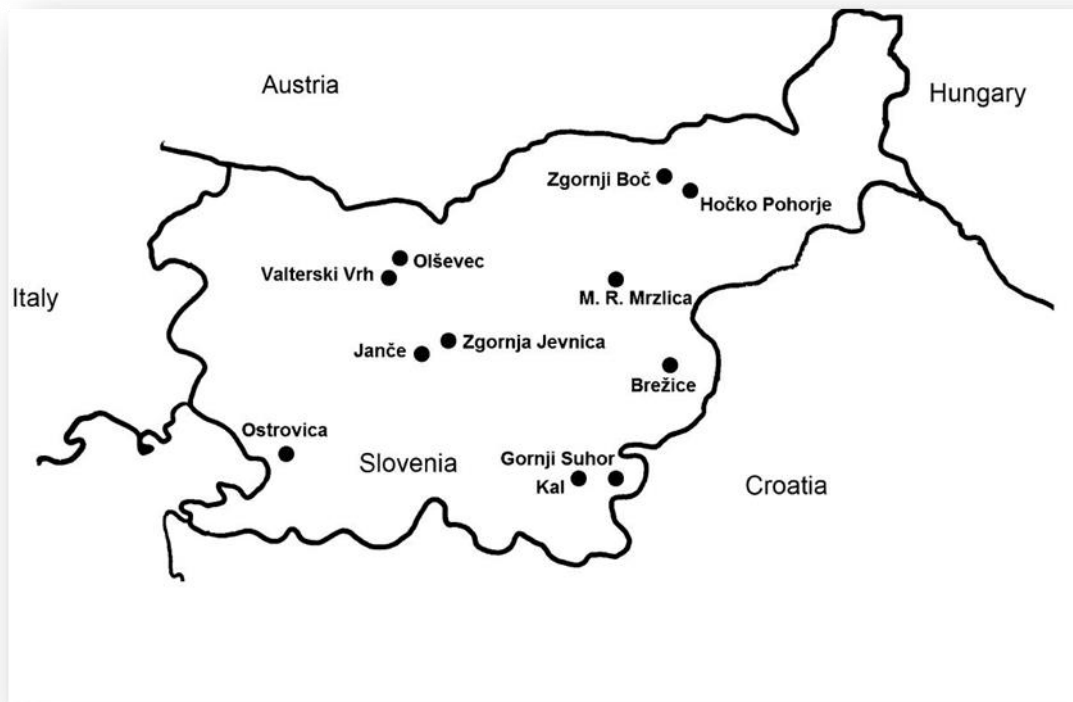 Austria
Hungary
Zgornji Boč
Hočko Pohorje
Olševec
Valterski Vrh
Italy
M. R. Mrzlica
Zgornja Jevnica
Janče
Brežice
Ostrovica
Slovenia
Gornji Suhor
Kal
Croatia